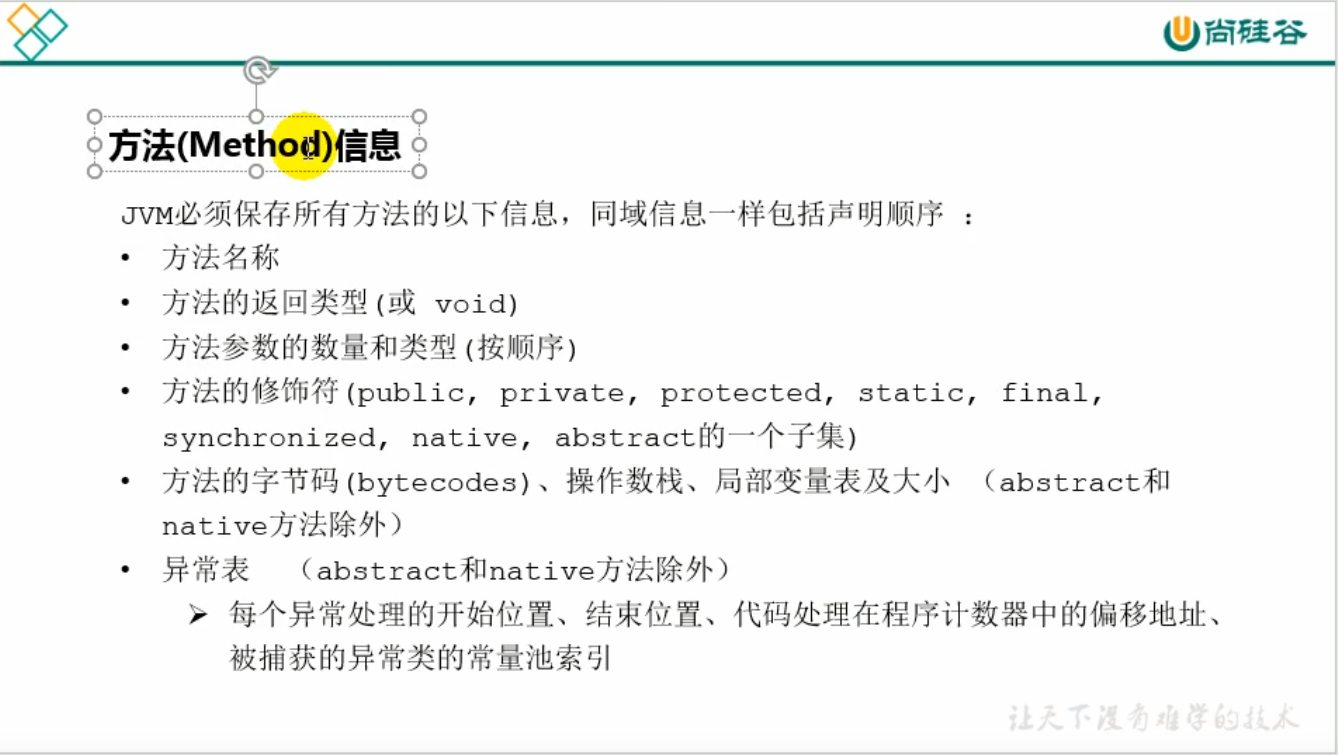 尚硅谷
方法(Method)信息
JVM必须保存所有方法的以下信息，同域信息一样包括声明顺序 ：
• 方法名称
• 方法的返回类型(或 void)
• 方法参数的数量和类型(按顺序)
• 方法的修饰符(public, private, protected, static, final,
synchronized, native, abstract的一个子集)
• 方法的字节码(bytecodes)、操作数栈、局部变量表及大小 （abstract和
native方法除外）
• 异常表 （abstract和native方法除外）
➢ 每个异常处理的开始位置、结束位置、代码处理在程序计数器中的偏移地址、
被捕获的异常类的常量池索引
让天下没有难学的技术